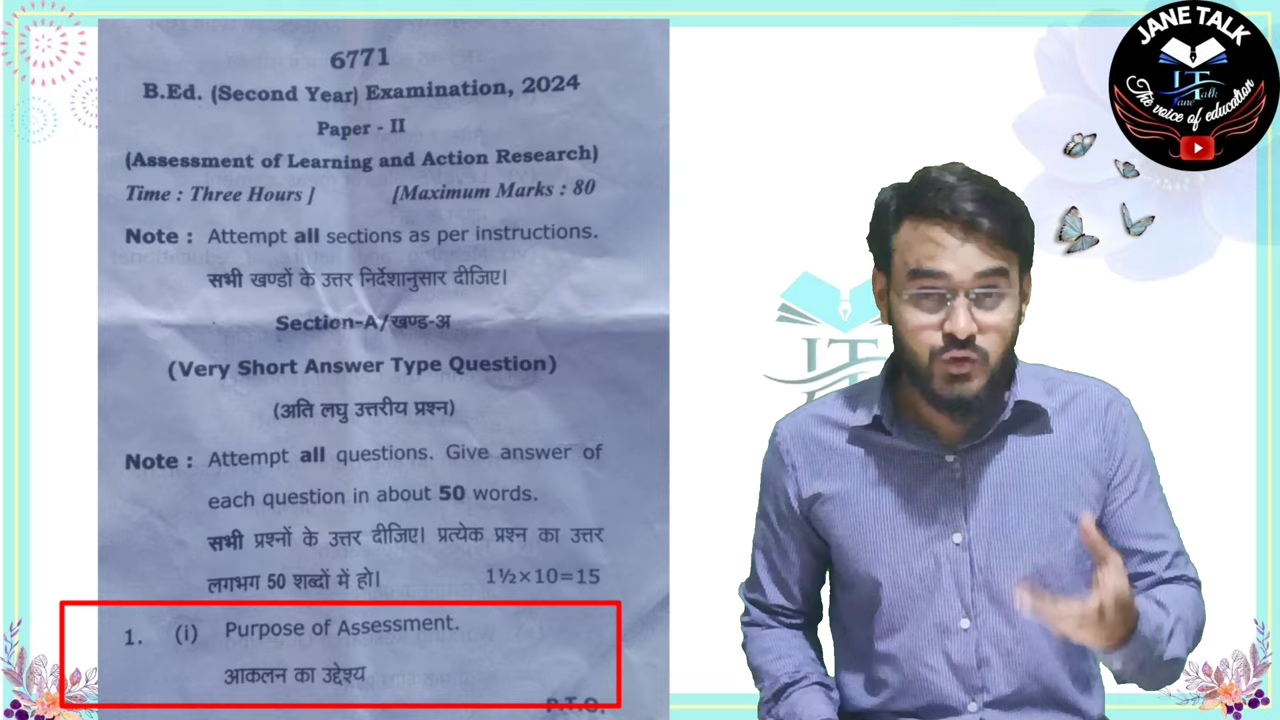 6771
B.Ed. (Second Year) Examination, 2024
Paper - II
(Assessment of Learning and Action Research)
Time : Three Hours ] [Maximum Marks : 80
Note : Attempt all sections as per instructions.
सभी खण्डों के उत्तर निर्देशानुसार दीजिए।
Section-A/खण्ड-अ
(Very Short Answer Type Question)
(अति लघु उत्तरीय प्रश्न)
Note : Attempt all questions. Give answer of
each question in about 50 words.
सभी प्रश्नों के उत्तर दीजिए। प्रत्येक प्रश्न का उत्तर
लगभग 50 शब्दों में हो। 1½×10=15
1. (i) Purpose of Assessment.
आकलन का उद्देश्य
P.T.O.
JANE TALK
JT
Jane Talk
The voice of education
JT